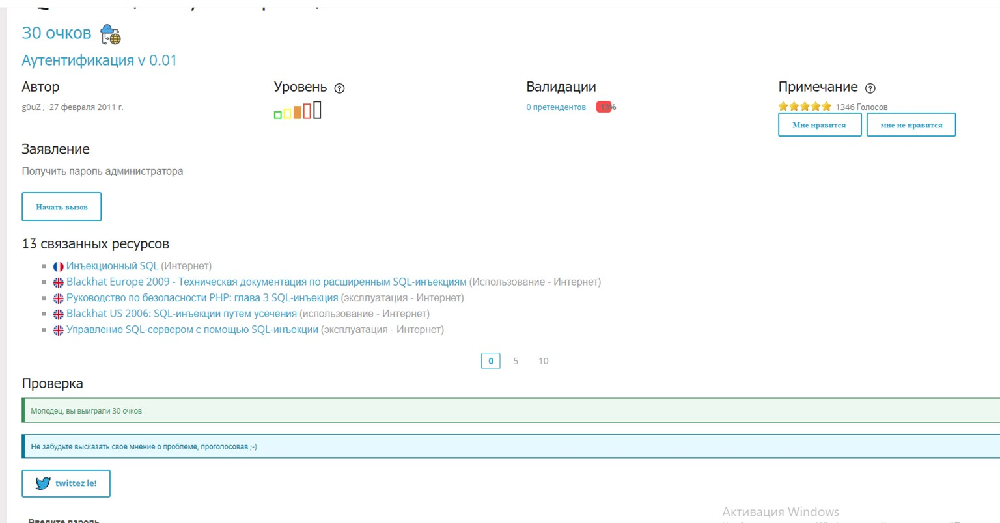 30 очков
Аутентификация v 0.01
Автор
g0uZ , 27 февраля 2011 г.
Уровень ?
Валидации
0 претендентов 13%
Примечание ?
1346 Голосов
Мне нравится
мне не нравится
Заявление
Получить пароль администратора
Начать вызов
13 связанных ресурсов
Инъекционный SQL (Интернет)
Blackhat Europe 2009 - Техническая документация по расширенным SQL-инъекциям (Использование - Интернет)
Руководство по безопасности PHP: глава 3 SQL-инъекция (эксплуатация - Интернет)
Blackhat US 2006: SQL-инъекции путем усечения (использование - Интернет)
Управление SQL-сервером с помощью SQL-инъекции (эксплуатация - Интернет)
0 5 10
Проверка
Молодец, вы выиграли 30 очков
Не забудьте высказать свое мнение о проблеме, проголосовав ;-)
twittez le!
Активация Windows
Введите пароль